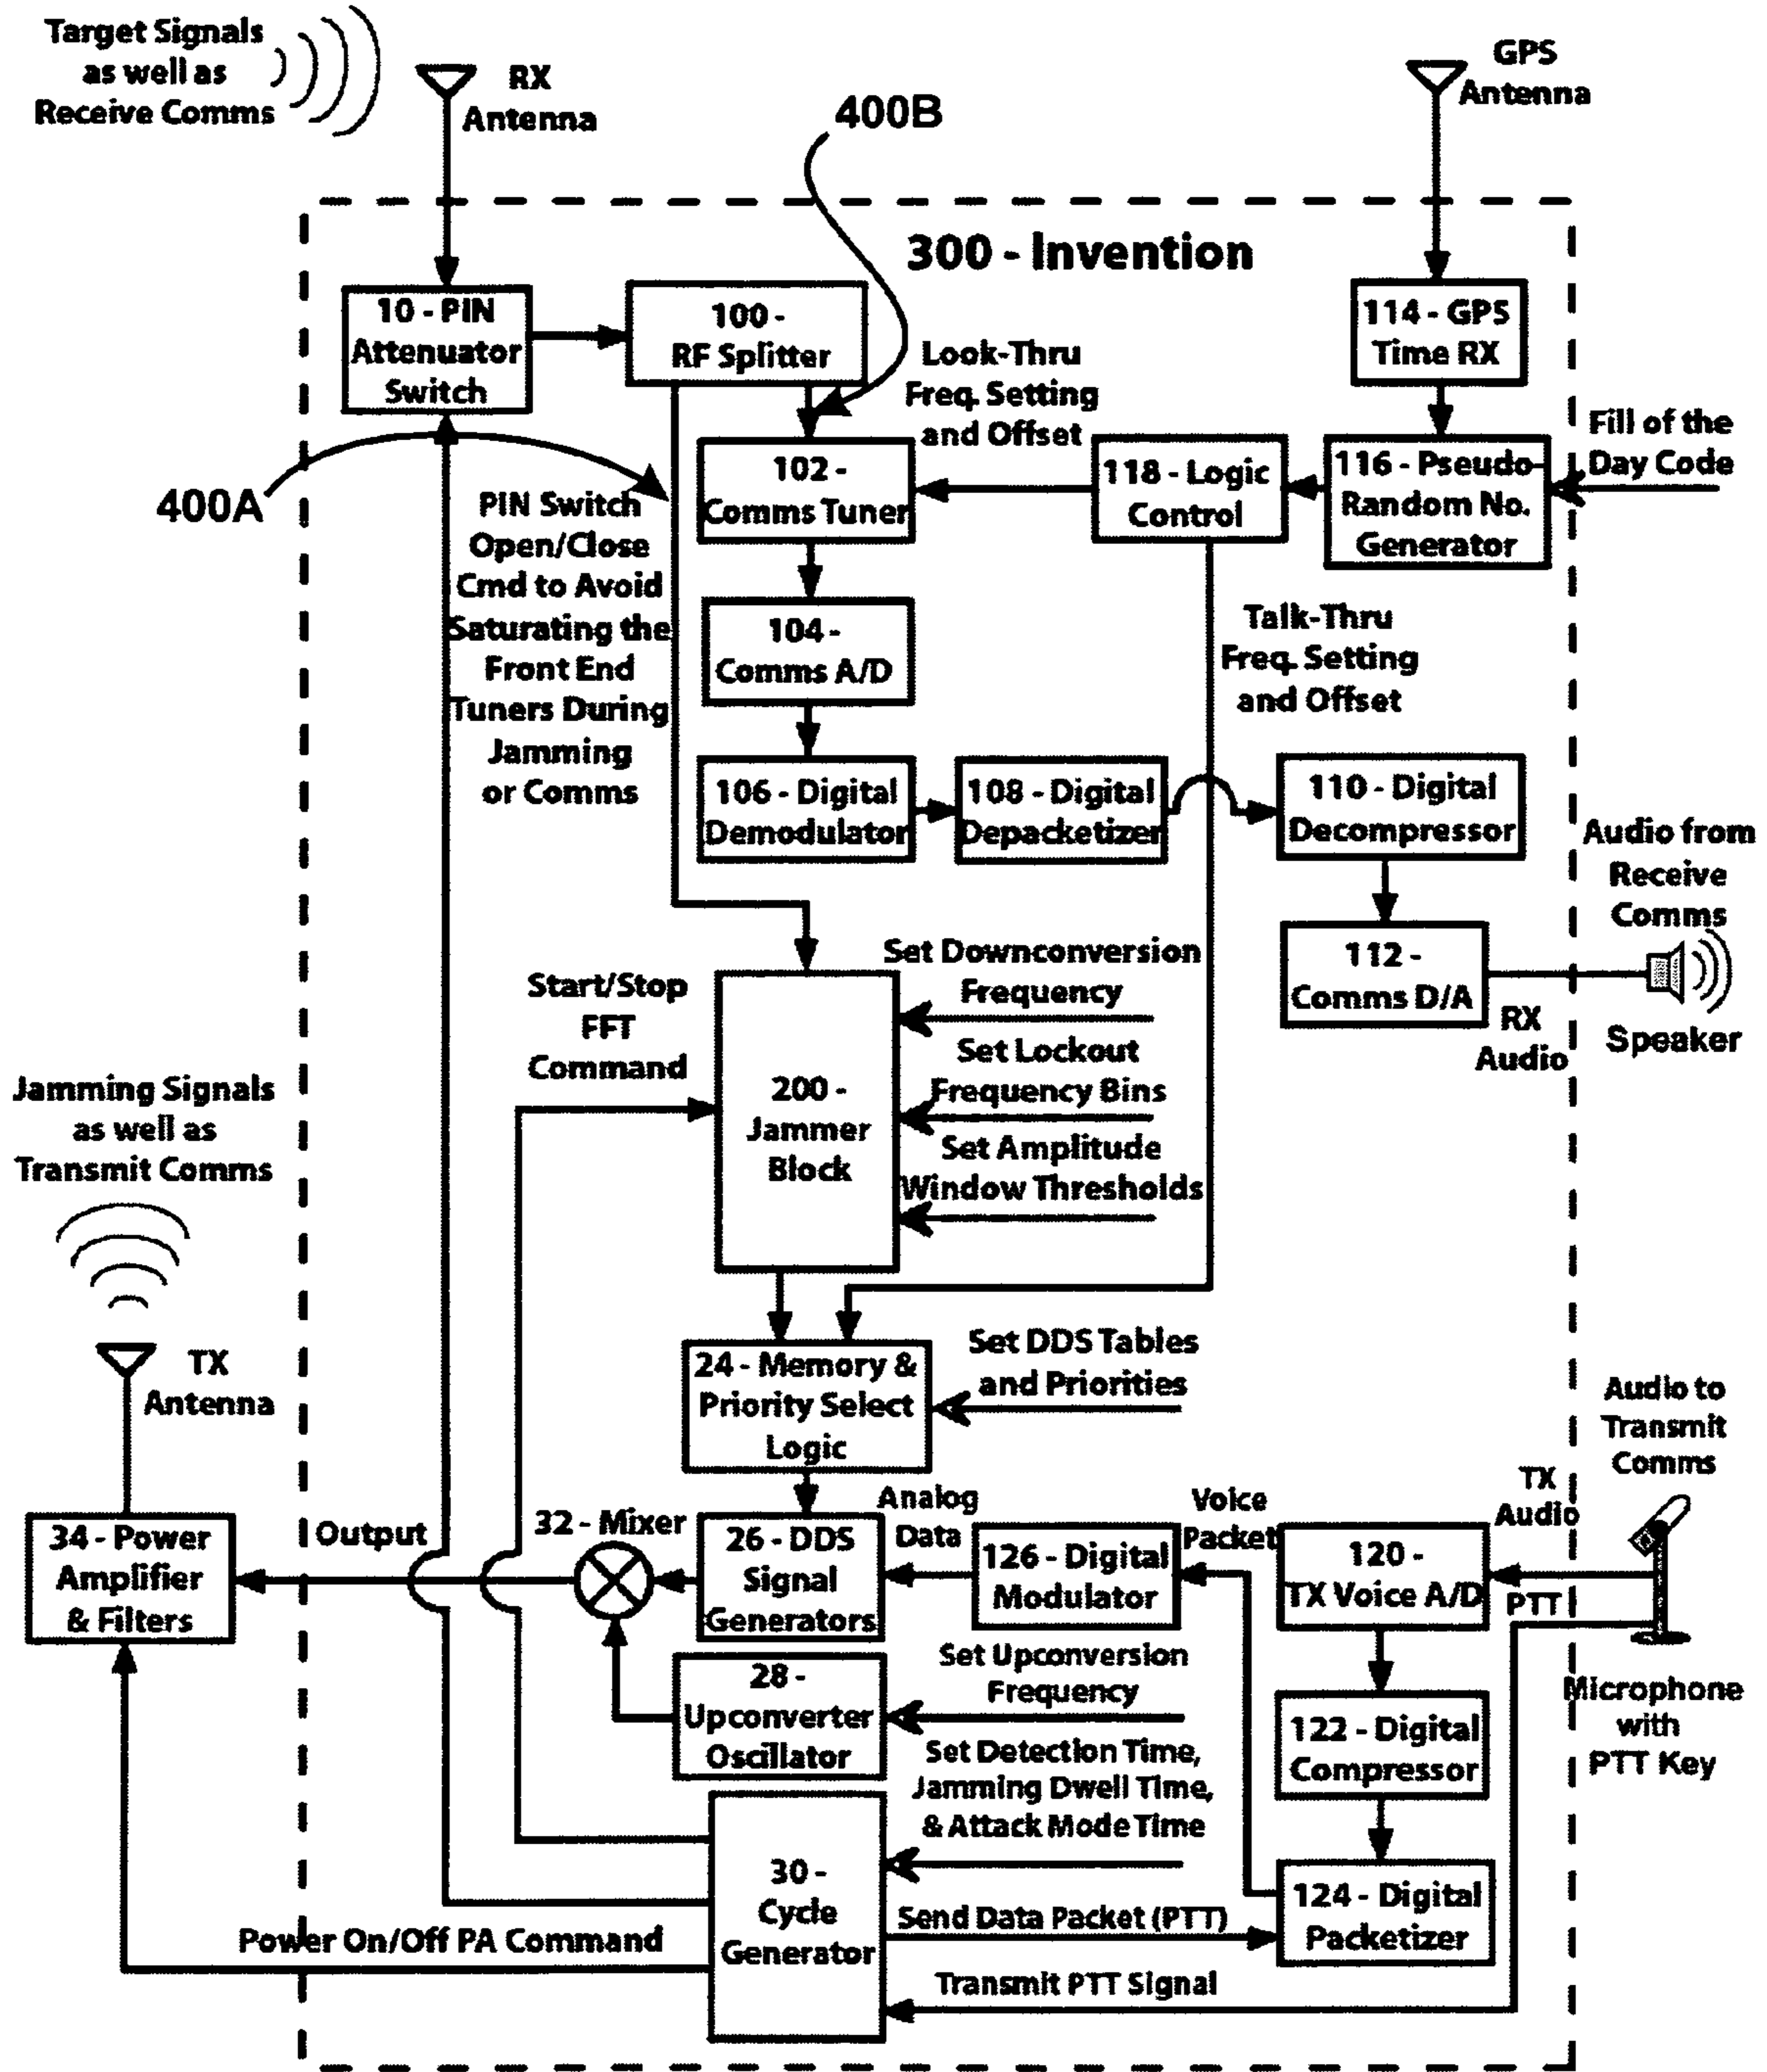 Target Signals
as well as
Receive Comms
RX
Antenna
GPS
Antenna
400B
300 - Invention
10 - PIN
Attenuator
Switch
100 -
RF Splitter
Look-Thru
Freq. Setting
and Offset
114 - GPS
Time RX
Fill of the
Day Code
400A
102 -
Comms Tuner
118 - Logic
Control
116 - Pseudo-
Random No.
Generator
PIN Switch
Open/Close
Cmd to Avoid
Saturating the
Front End
Tuners During
Jamming
or Comms
104 -
Comms A/D
Talk-Thru
Freq. Setting
and Offset
106 - Digital
Demodulator
108 - Digital
Depacketizer
110 - Digital
Decompressor
Audio from
Receive
Comms
112 -
Comms D/A
RX
Audio
Speaker
Start/Stop
FFT
Command
200 -
Jammer
Block
Set Downconversion
Frequency
Set Lockout
Frequency Bins
Set Amplitude
Window Thresholds
Jamming Signals
as well as
Transmit Comms
TX
Antenna
24 - Memory &
Priority Select
Logic
Set DDS Tables
and Priorities
Audio to
Transmit
Comms
34 - Power
Amplifier
& Filters
Output
32 - Mixer
26 - DDS
Signal
Generators
Analog
Data
126 - Digital
Modulator
Voice
Packet
120 -
TX Voice A/D
TX
Audio
PTT
Microphone
with
PTT Key
28 -
Upconverter
Oscillator
Set Upconversion
Frequency
122 - Digital
Compressor
Set Detection Time,
Jamming Dwell Time,
& Attack Mode Time
30 -
Cycle
Generator
124 - Digital
Packetizer
Send Data Packet (PTT)
Power On/Off PA Command
Transmit PTT Signal